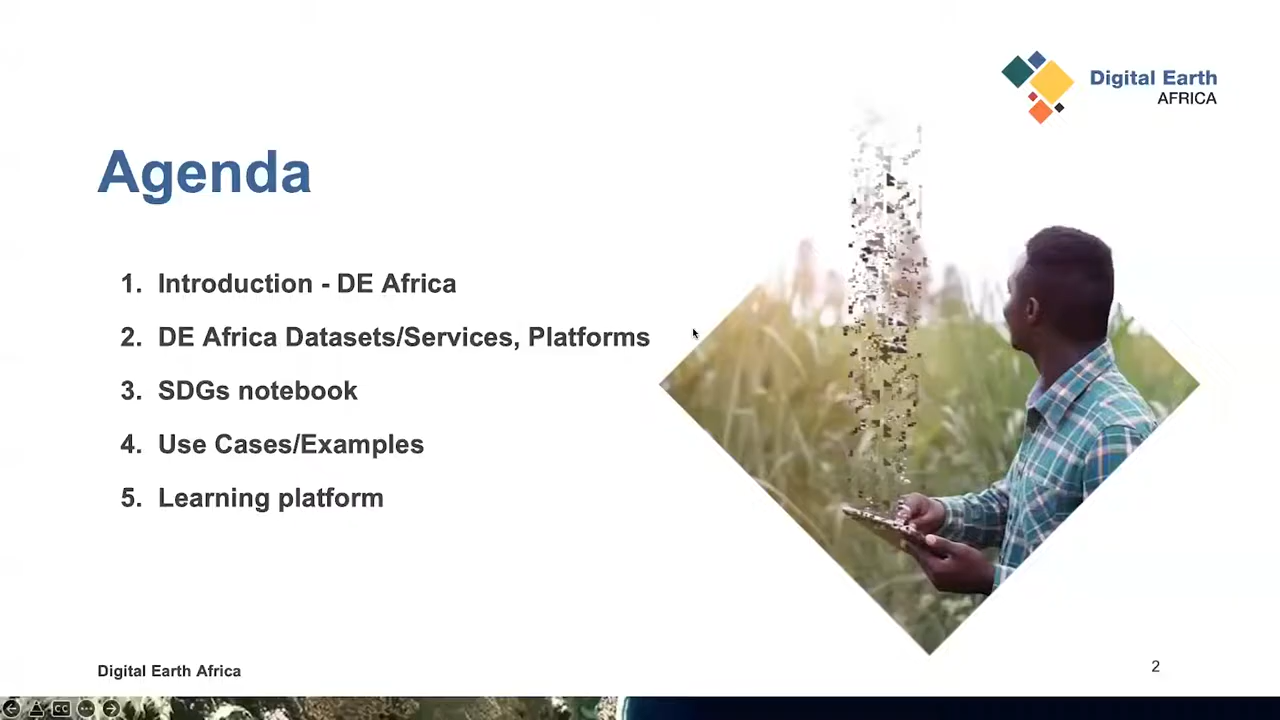 Digital Earth
AFRICA
Agenda
1. Introduction - DE Africa
2. DE Africa Datasets/Services, Platforms
3. SDGs notebook
4. Use Cases/Examples
5. Learning platform
Digital Earth Africa
2
CC